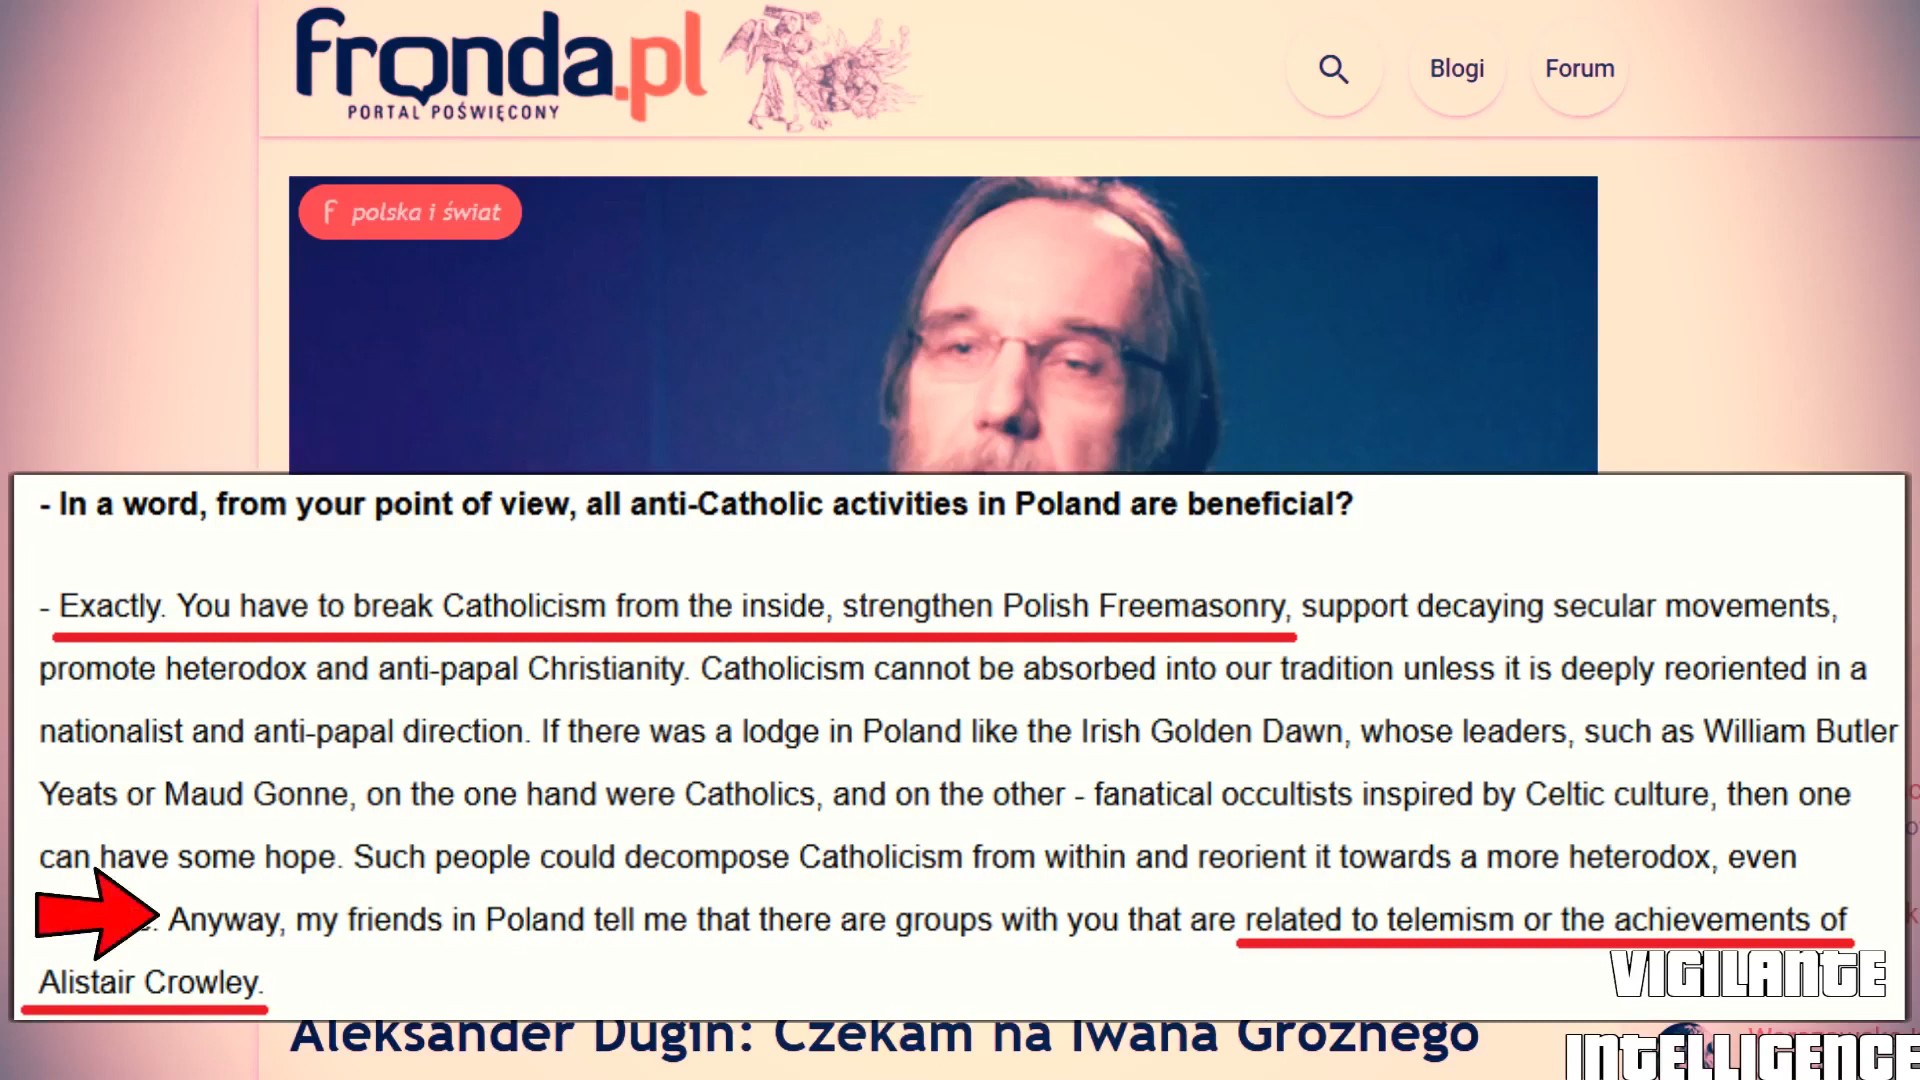 fronda.pl
PORTAL POŚWIĘCONY
Blogi
Forum
f polska i świat
- In a word, from your point of view, all anti-Catholic activities in Poland are beneficial?
- Exactly. You have to break Catholicism from the inside, strengthen Polish Freemasonry, support decaying secular movements,
promote heterodox and anti-papal Christianity. Catholicism cannot be absorbed into our tradition unless it is deeply reoriented in a
nationalist and anti-papal direction. If there was a lodge in Poland like the Irish Golden Dawn, whose leaders, such as William Butler
Yeats or Maud Gonne, on the one hand were Catholics, and on the other - fanatical occultists inspired by Celtic culture, then one
can have some hope. Such people could decompose Catholicism from within and reorient it towards a more heterodox, even
Anyway, my friends in Poland tell me that there are groups with you that are related to telemism or the achievements of
Alistair Crowley.
VIGILANTE
Aleksander Dugin: Czekam na Iwana Groźnego
INTELLIGENCE